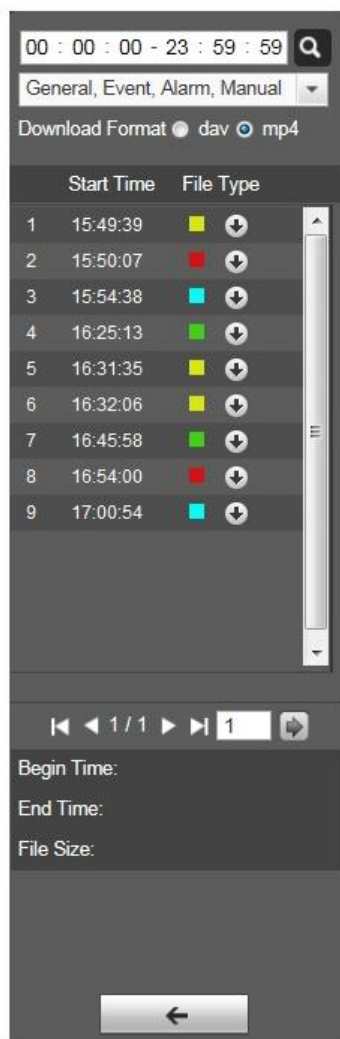 00 : 00 : 00 - 23 : 59 : 59
General, Event, Alarm, Manual
Download Format dav mp4
Start Time File Type
1 15:49:39
2 15:50:07
3 15:54:38
4 16:25:13
5 16:31:35
6 16:32:06
7 16:45:58
8 16:54:00
9 17:00:54
1 / 1 1
Begin Time:
End Time:
File Size: